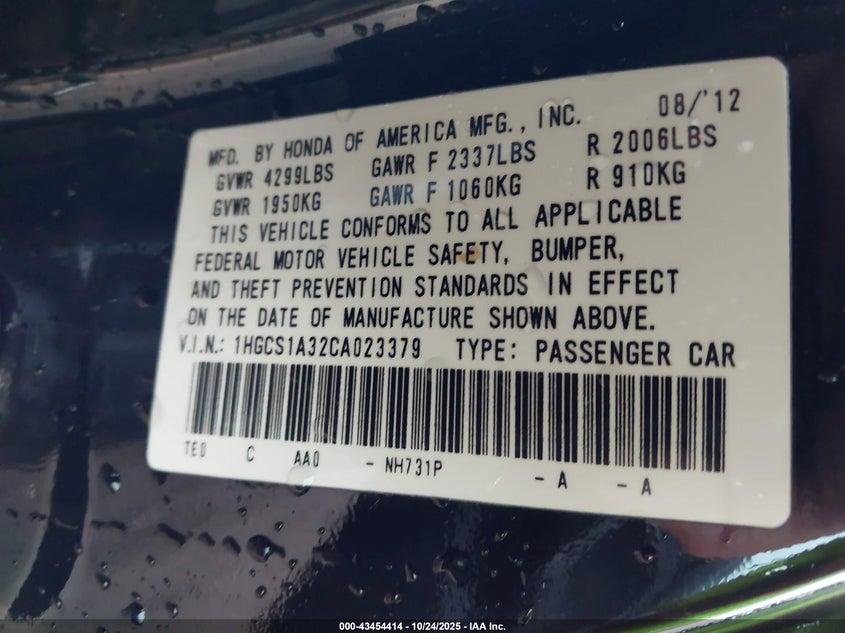 MFD. BY HONDA OF AMERICA MFG., INC. 08/'12
GVWR 4299LBS GAWR F 2337LBS R 2006LBS
GVWR 1950KG GAWR F 1060KG R 910KG
THIS VEHICLE CONFORMS TO ALL APPLICABLE
FEDERAL MOTOR VEHICLE SAFETY, BUMPER,
AND THEFT PREVENTION STANDARDS IN EFFECT
ON THE DATE OF MANUFACTURE SHOWN ABOVE.
V.I.N.: 1HGCS1A32CA023379 TYPE: PASSENGER CAR
TE0 C AA0 - NH731P - A - A
000-43454414 - 10/24/2025 - IAA Inc.